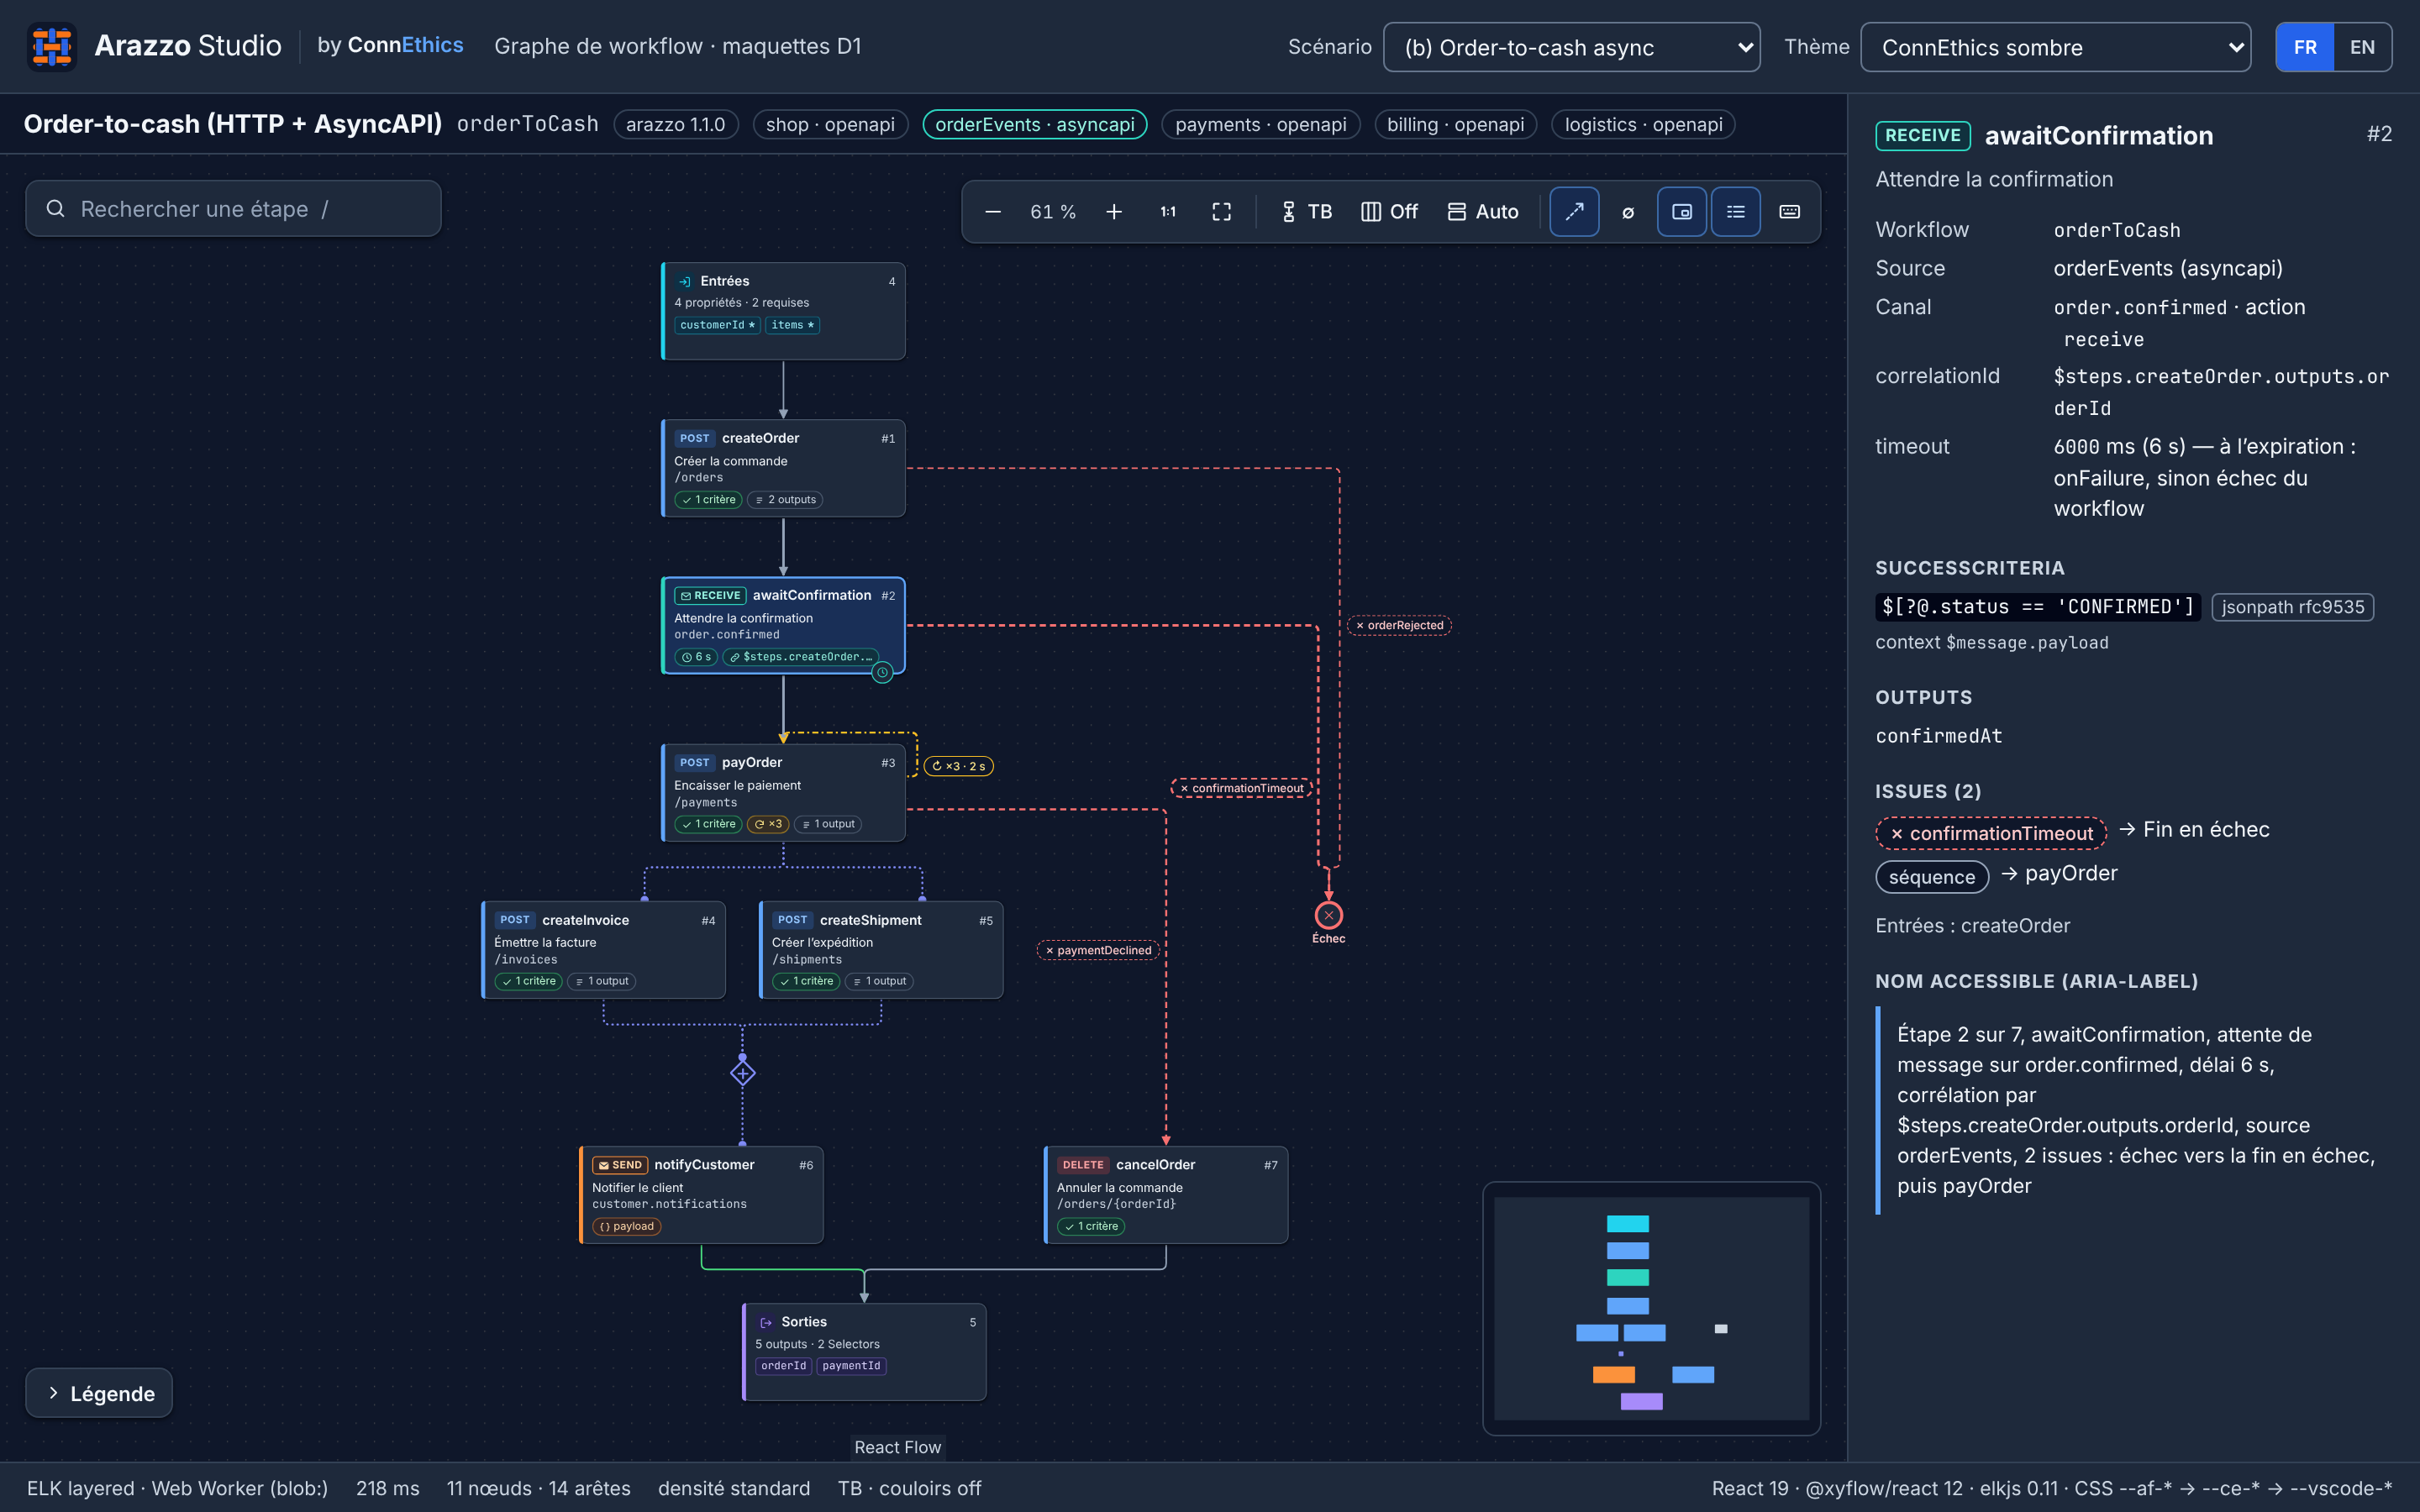 Arazzo Studio
by ConnEthics
Graphe de workflow · maquettes D1
Scénario
(b) Order-to-cash async
Thème
ConnEthics sombre
FR
EN
Order-to-cash (HTTP + AsyncAPI)
orderToCash
arazzo 1.1.0
shop · openapi
orderEvents · asyncapi
payments · openapi
billing · openapi
logistics · openapi
Rechercher une étape /
61 %
1:1
TB
Off
Auto
Entrées 4
4 propriétés · 2 requises
customerId * items *
POST createOrder #1
Créer la commande
/orders
1 critère 2 outputs
RECEIVE awaitConfirmation #2
Attendre la confirmation
order.confirmed
6 s $steps.createOrder.…
× orderRejected
POST payOrder #3
Encaisser le paiement
/payments
1 critère ×3 1 output
×3 · 2 s
× confirmationTimeout
POST createInvoice #4
Émettre la facture
/invoices
1 critère 1 output
POST createShipment #5
Créer l’expédition
/shipments
1 critère 1 output
× paymentDeclined
Échec
SEND notifyCustomer #6
Notifier le client
customer.notifications
{} payload
DELETE cancelOrder #7
Annuler la commande
/orders/{orderId}
1 critère
Sorties 5
5 outputs · 2 Selectors
orderId paymentId
Légende
React Flow
RECEIVE awaitConfirmation #2
Attendre la confirmation
Workflow orderToCash
Source orderEvents (asyncapi)
Canal order.confirmed · action
receive
correlationId $steps.createOrder.outputs.or
derId
timeout 6000 ms (6 s) — à l’expiration :
onFailure, sinon échec du
workflow
SUCCESSCRITERIA
$[?@.status == 'CONFIRMED'] jsonpath rfc9535
context $message.payload
OUTPUTS
confirmedAt
ISSUES (2)
× confirmationTimeout → Fin en échec
séquence → payOrder
Entrées : createOrder
NOM ACCESSIBLE (ARIA-LABEL)
Étape 2 sur 7, awaitConfirmation, attente de
message sur order.confirmed, délai 6 s,
corrélation par
$steps.createOrder.outputs.orderId, source
orderEvents, 2 issues : échec vers la fin en échec,
puis payOrder
ELK layered · Web Worker (blob:) 218 ms 11 nœuds · 14 arêtes densité standard TB · couloirs off
React 19 · @xyflow/react 12 · elkjs 0.11 · CSS --af-* → --ce-* → --vscode-*